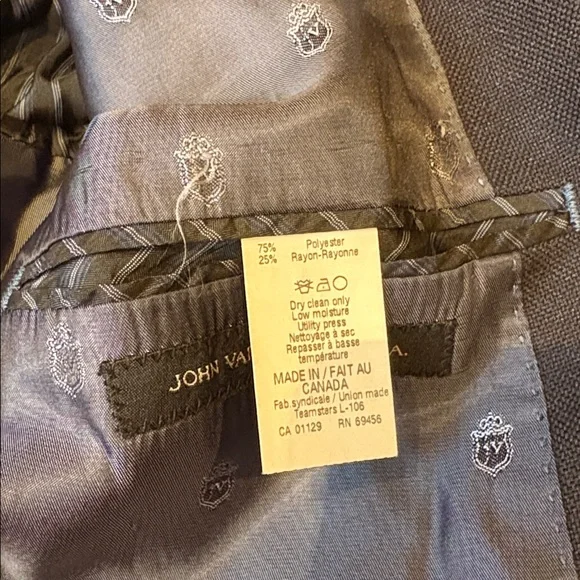 75% Polyester
25% Rayon-Rayonne
Dry clean only
Low moisture
Utility press
Nettoyage à sec
Repasser à basse
température
MADE IN / FAIT AU
CANADA
Fab.syndicale / Union made
Teamsters L-106
CA 01129 RN 69456
JOHN
A.